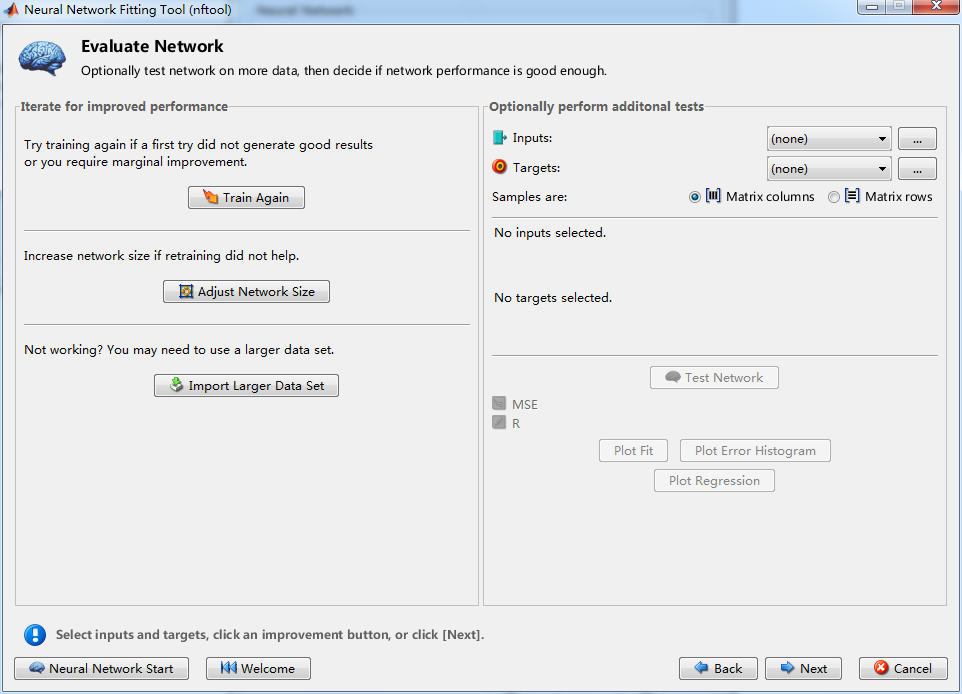 Neural Network Fitting Tool (nftool)
Neural Network
Evaluate Network
Optionally test network on more data, then decide if network performance is good enough.
Iterate for improved performance
Try training again if a first try did not generate good results
or you require marginal improvement.
Train Again
Increase network size if retraining did not help.
Adjust Network Size
Not working? You may need to use a larger data set.
Import Larger Data Set
Optionally perform additonal tests
Inputs:
(none)
...
Targets:
(none)
...
Samples are:
Matrix columns
Matrix rows
No inputs selected.
No targets selected.
Test Network
MSE
R
Plot Fit
Plot Error Histogram
Plot Regression
Select inputs and targets, click an improvement button, or click [Next].
Neural Network Start
Welcome
Back
Next
Cancel